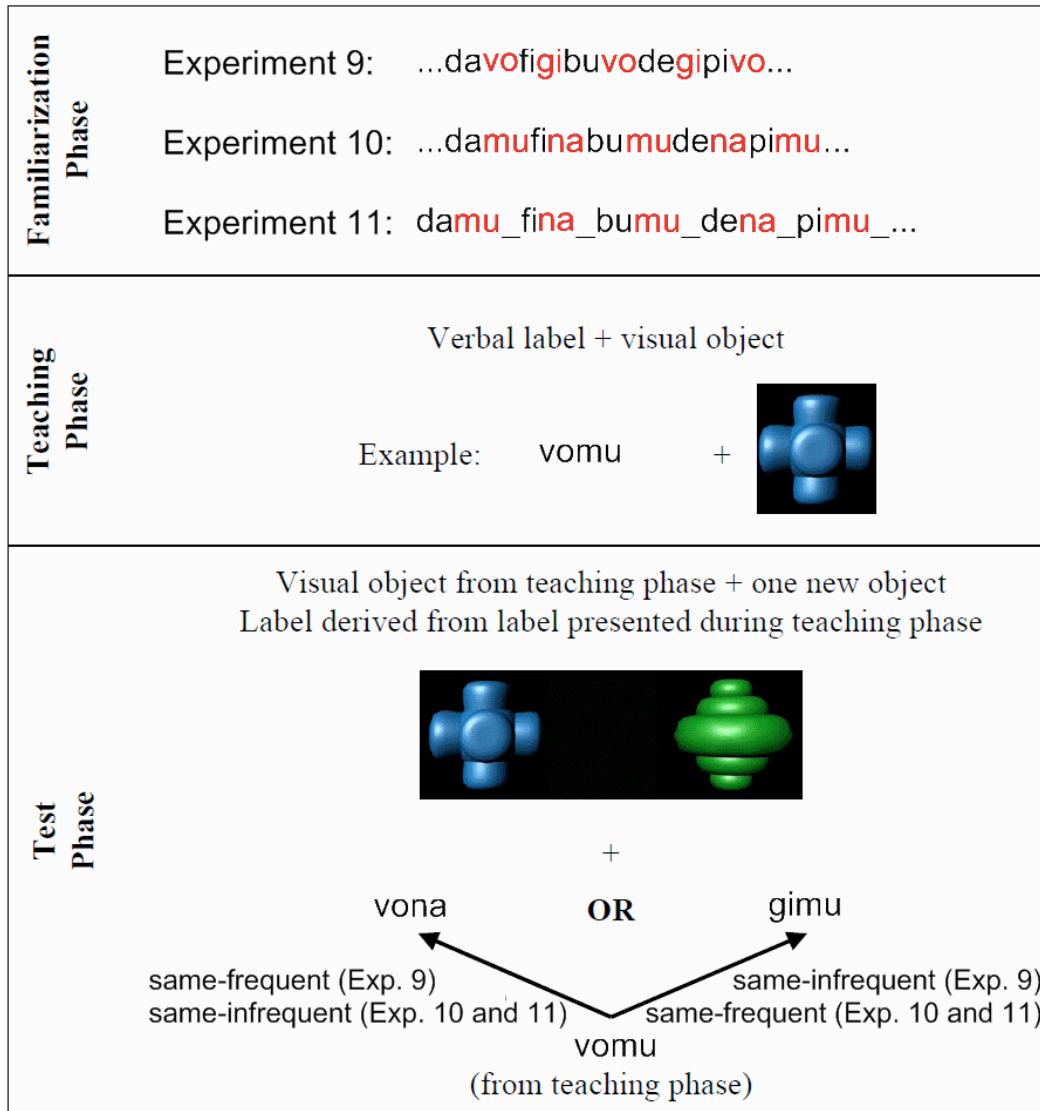 Familiarization
Phase
Experiment 9: ...davofigibuvodegipivo...
Experiment 10: ...damufinabumudenapimu...
Experiment 11: damu_fina_bumu_dena_pimu_...
Teaching
Phase
Verbal label + visual object
Example: vomu +
Test
Phase
Visual object from teaching phase + one new object
Label derived from label presented during teaching phase
+
vona OR gimu
same-frequent (Exp. 9) same-infrequent (Exp. 9)
same-infrequent (Exp. 10 and 11) same-frequent (Exp. 10 and 11)
vomu
(from teaching phase)